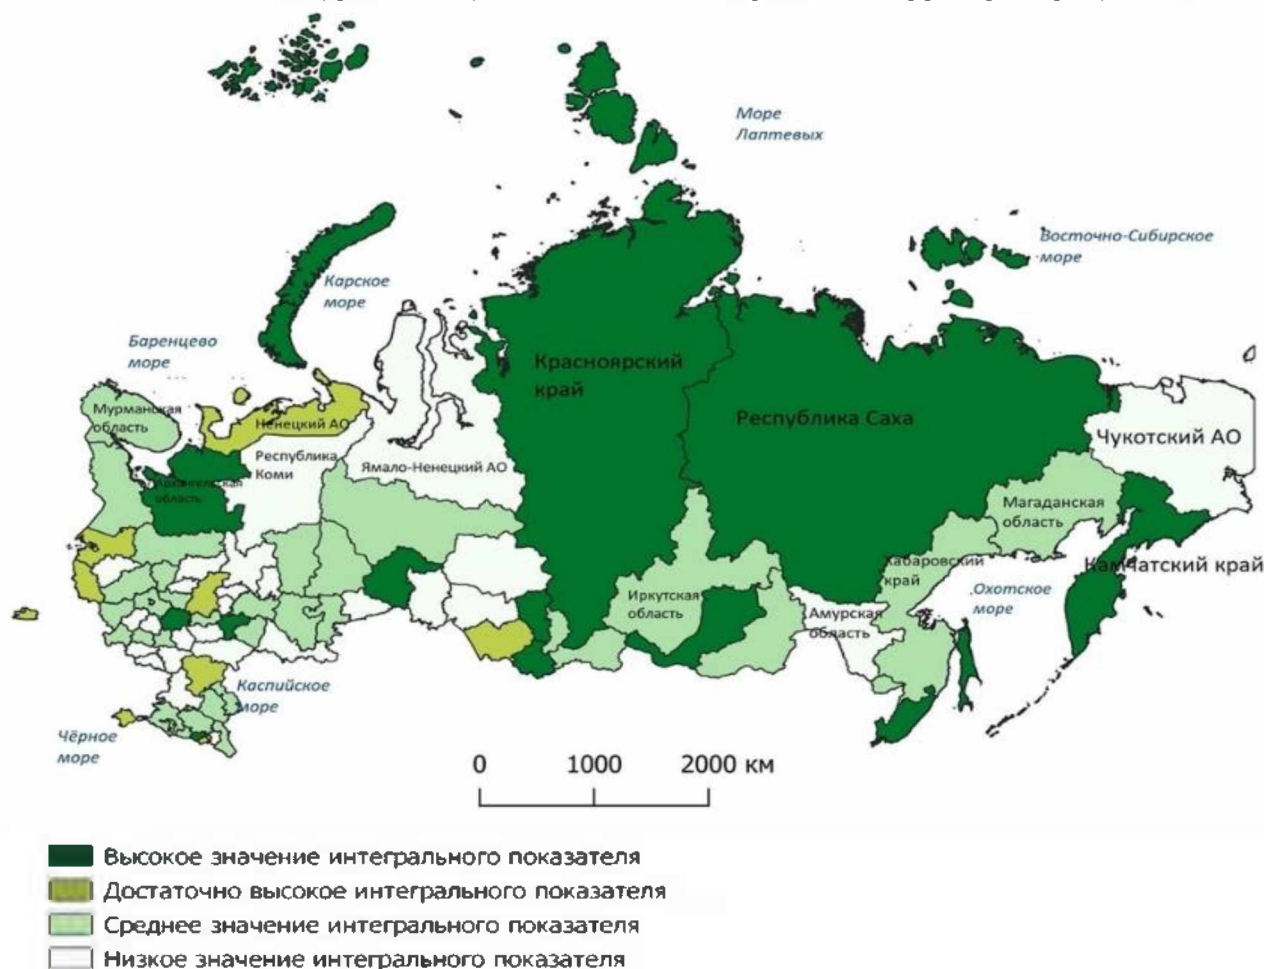 Море
Лаптевых
Восточно-Сибирское
море
Карское
море
Баренцево
море
Красноярский
край
Мурманская
область
Ненецкий АО
Республика Саха
Чукотский АО
Республика
Коми
Ямало-Ненецкий АО
Архангельская
область
Магаданская
область
Хабаровский
край
Камчатский край
Охотское
море
Иркутская
область
Амурская
область
Каспийское
море
Чёрное
море
0 1000 2000 км
Высокое значение интегрального показателя
Достаточно высокое интегрального показателя
Среднее значение интегрального показателя
Низкое значение интегрального показателя